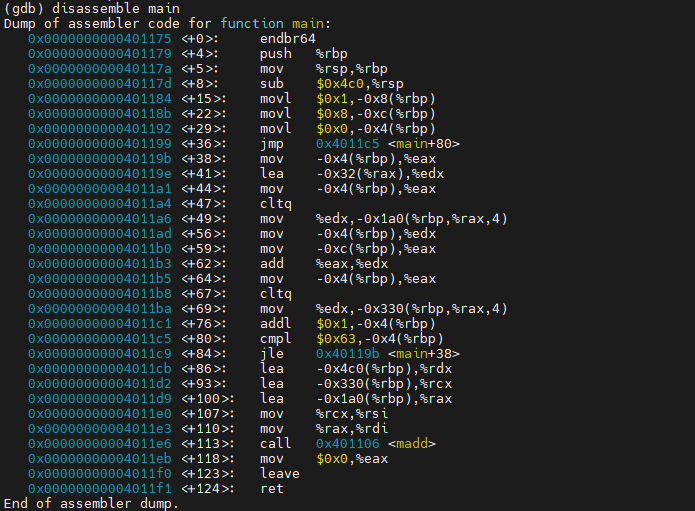 (gdb) disassemble main
Dump of assembler code for function main:
0x0000000000401175 <+0>: endbr64
0x0000000000401179 <+4>: push %rbp
0x000000000040117a <+5>: mov %rsp,%rbp
0x000000000040117d <+8>: sub $0x4c0,%rsp
0x0000000000401184 <+15>: movl $0x1,-0x8(%rbp)
0x000000000040118b <+22>: movl $0x8,-0xc(%rbp)
0x0000000000401192 <+29>: movl $0x0,-0x4(%rbp)
0x0000000000401199 <+36>: jmp 0x4011c5 <main+80>
0x000000000040119b <+38>: mov -0x4(%rbp),%eax
0x000000000040119e <+41>: lea -0x32(%rax),%edx
0x00000000004011a1 <+44>: mov -0x4(%rbp),%eax
0x00000000004011a4 <+47>: cltq
0x00000000004011a6 <+49>: mov %edx,-0x1a0(%rbp,%rax,4)
0x00000000004011ad <+56>: mov -0x4(%rbp),%edx
0x00000000004011b0 <+59>: mov -0xc(%rbp),%eax
0x00000000004011b3 <+62>: add %eax,%edx
0x00000000004011b5 <+64>: mov -0x4(%rbp),%eax
0x00000000004011b8 <+67>: cltq
0x00000000004011ba <+69>: mov %edx,-0x330(%rbp,%rax,4)
0x00000000004011c1 <+76>: addl $0x1,-0x4(%rbp)
0x00000000004011c5 <+80>: cmpl $0x63,-0x4(%rbp)
0x00000000004011c9 <+84>: jle 0x40119b <main+38>
0x00000000004011cb <+86>: lea -0x4c0(%rbp),%rdx
0x00000000004011d2 <+93>: lea -0x330(%rbp),%rcx
0x00000000004011d9 <+100>: lea -0x1a0(%rbp),%rax
0x00000000004011e0 <+107>: mov %rcx,%rsi
0x00000000004011e3 <+110>: mov %rax,%rdi
0x00000000004011e6 <+113>: call 0x401106 <madd>
0x00000000004011eb <+118>: mov $0x0,%eax
0x00000000004011f0 <+123>: leave
0x00000000004011f1 <+124>: ret
End of assembler dump.